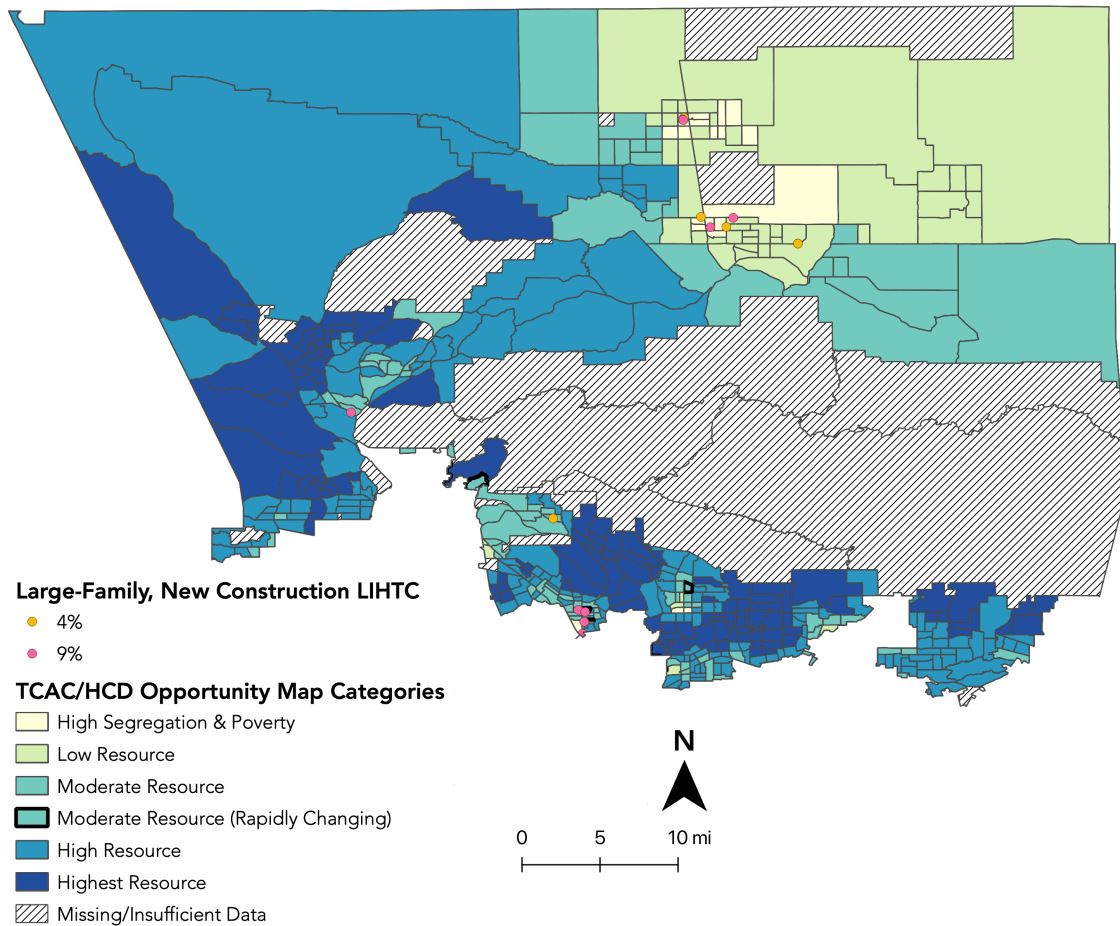 Large-Family, New Construction LIHTC
4%
9%
TCAC/HCD Opportunity Map Categories
High Segregation & Poverty
Low Resource
Moderate Resource
Moderate Resource (Rapidly Changing)
High Resource
Highest Resource
Missing/Insufficient Data
N
0 5 10 mi